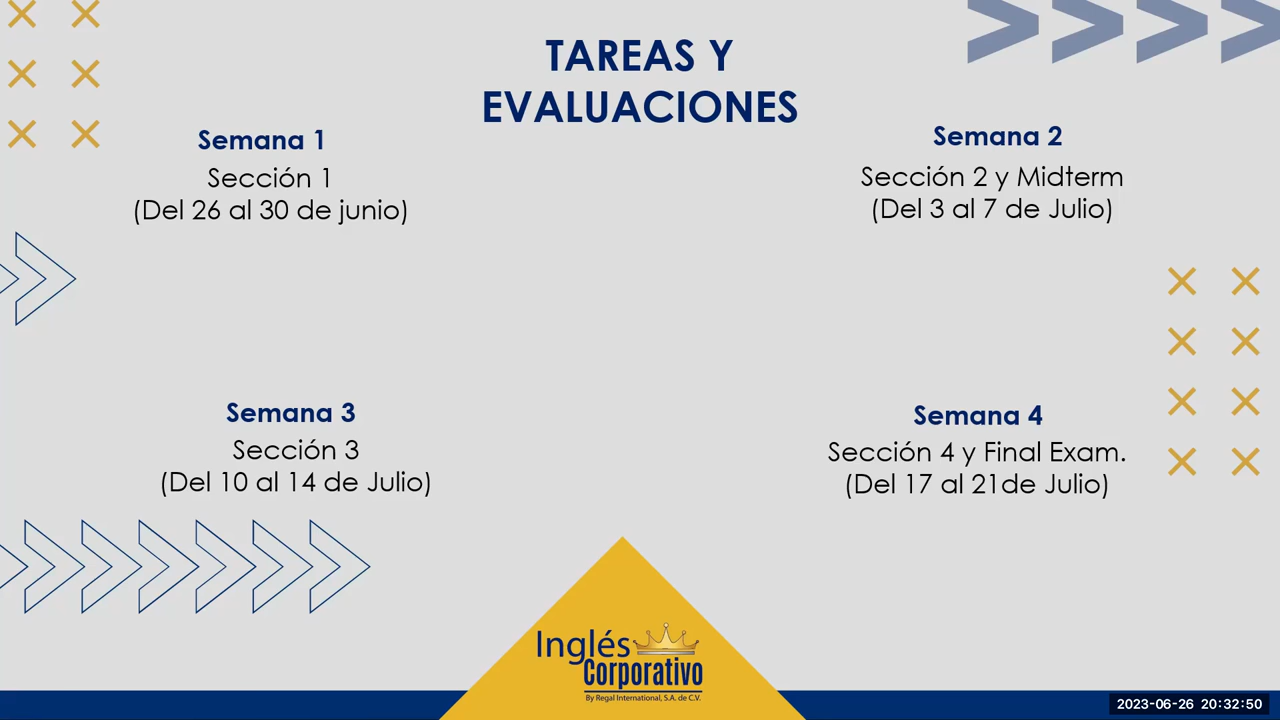 TAREAS Y
EVALUACIONES
Semana 1
Sección 1
(Del 26 al 30 de junio)
Semana 2
Sección 2 y Midterm
(Del 3 al 7 de Julio)
Semana 3
Sección 3
(Del 10 al 14 de Julio)
Semana 4
Sección 4 y Final Exam.
(Del 17 al 21de Julio)
Inglés
Corporativo
By Regal International, S.A. de C.V.
2023-06-26 20:32:50